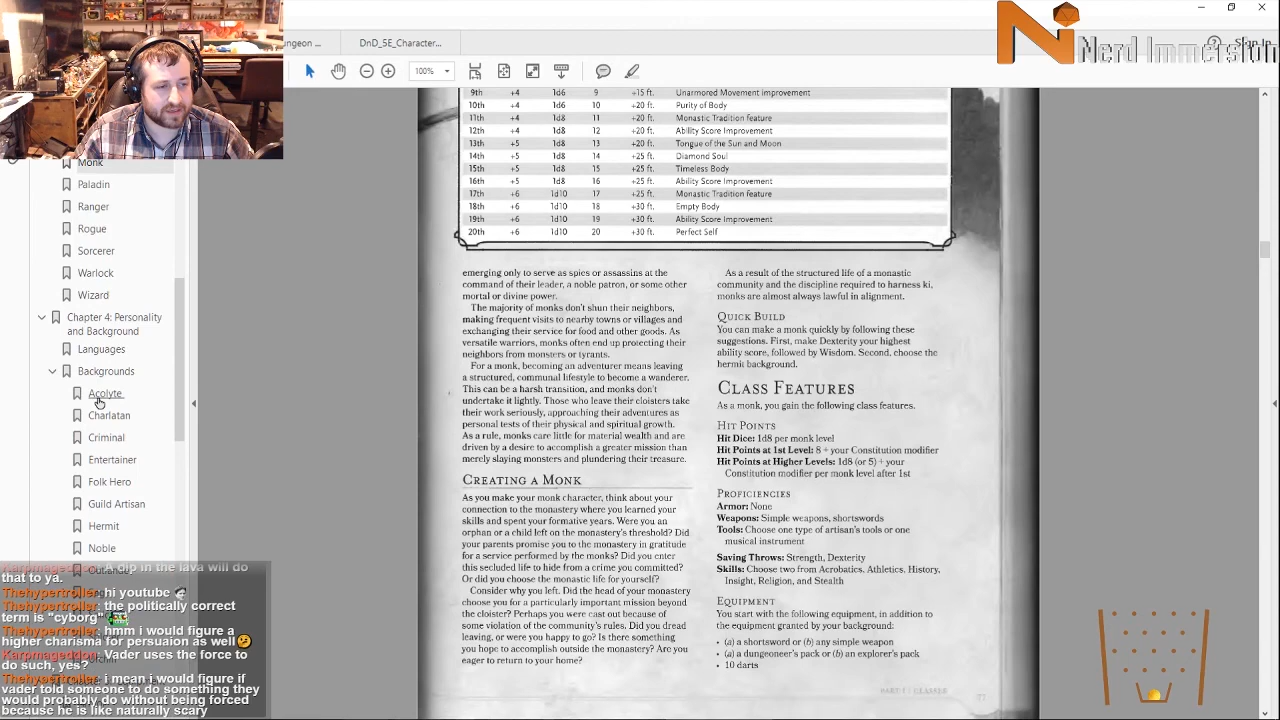 Nerd Immersion
ungeon ...
DnD_5E_Character...
Sign In
100%
Monk
Paladin
Ranger
Rogue
Sorcerer
Warlock
Wizard
Chapter 4: Personality
and Background
Languages
Backgrounds
Acolyte
Charlatan
Criminal
Entertainer
Folk Hero
Guild Artisan
Hermit
Noble
Karpmageddon: A dip in the lava will do
that to ya.
Thehypertroller: hi youtube
Thehypertroller: the politically correct
term is "cyborg"
Thehypertroller: hmm i would figure a
higher charisma for persuaion as well
Karpmageddon: Vader uses the force to
do such, yes?
Thehypertroller: i mean i would figure if
vader told someone to do something they
would probably do without being forced
because he is like naturally scary
9th +4 1d6 9 +15 ft. Unarmored Movement improvement
10th +4 1d6 10 +20 ft. Purity of Body
11th +4 1d8 11 +20 ft. Monastic Tradition feature
12th +4 1d8 12 +20 ft. Ability Score Improvement
13th +5 1d8 13 +20 ft. Tongue of the Sun and Moon
14th +5 1d8 14 +25 ft. Diamond Soul
15th +5 1d8 15 +25 ft. Timeless Body
16th +5 1d8 16 +25 ft. Ability Score Improvement
17th +6 1d10 17 +25 ft. Monastic Tradition feature
18th +6 1d10 18 +30 ft. Empty Body
19th +6 1d10 19 +30 ft. Ability Score Improvement
20th +6 1d10 20 +30 ft. Perfect Self
emerging only to serve as spies or assassins at the
command of their leader, a noble patron, or some other
mortal or divine power.
The majority of monks don't shun their neighbors,
making frequent visits to nearby towns or villages and
exchanging their service for food and other goods. As
versatile warriors, monks often end up protecting their
neighbors from monsters or tyrants.
For a monk, becoming an adventurer means leaving
a structured, communal lifestyle to become a wanderer.
This can be a harsh transition, and monks don't
undertake it lightly. Those who leave their cloisters take
their work seriously, approaching their adventures as
personal tests of their physical and spiritual growth.
As a rule, monks care little for material wealth and are
driven by a desire to accomplish a greater mission than
merely slaying monsters and plundering their treasure.
Creating a Monk
As you make your monk character, think about your
connection to the monastery where you learned your
skills and spent your formative years. Were you an
orphan or a child left on the monastery's threshold? Did
your parents promise you to the monastery in gratitude
for a service performed by the monks? Did you enter
this secluded life to hide from a crime you committed?
Or did you choose the monastic life for yourself?
Consider why you left. Did the head of your monastery
choose you for a particularly important mission beyond
the cloister? Perhaps you were cast out because of
some violation of the community's rules. Did you dread
leaving, or were you happy to go? Is there something
you hope to accomplish outside the monastery? Are you
eager to return to your home?
As a result of the structured life of a monastic
community and the discipline required to harness ki,
monks are almost always lawful in alignment.
Quick Build
You can make a monk quickly by following these
suggestions. First, make Dexterity your highest
ability score, followed by Wisdom. Second, choose the
hermit background.
Class Features
As a monk, you gain the following class features.
Hit Points
Hit Dice: 1d8 per monk level
Hit Points at 1st Level: 8 + your Constitution modifier
Hit Points at Higher Levels: 1d8 (or 5) + your
Constitution modifier per monk level after 1st
Proficiencies
Armor: None
Weapons: Simple weapons, shortswords
Tools: Choose one type of artisan's tools or one
musical instrument
Saving Throws: Strength, Dexterity
Skills: Choose two from Acrobatics, Athletics, History,
Insight, Religion, and Stealth
Equipment
You start with the following equipment, in addition to
the equipment granted by your background:
• (a) a shortsword or (b) any simple weapon
• (a) a dungeoneer's pack or (b) an explorer's pack
• 10 darts
PART 1 | CLASSES
77